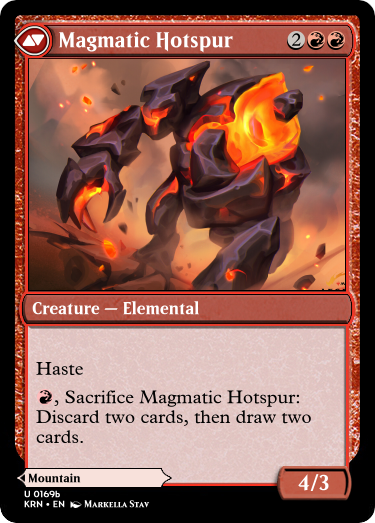 Magmatic Hotspur 2
Creature — Elemental
Haste
, Sacrifice Magmatic Hotspur:
Discard two cards, then draw two
cards.
Mountain
4/3
U 0169b
KRN • EN Markella Stav